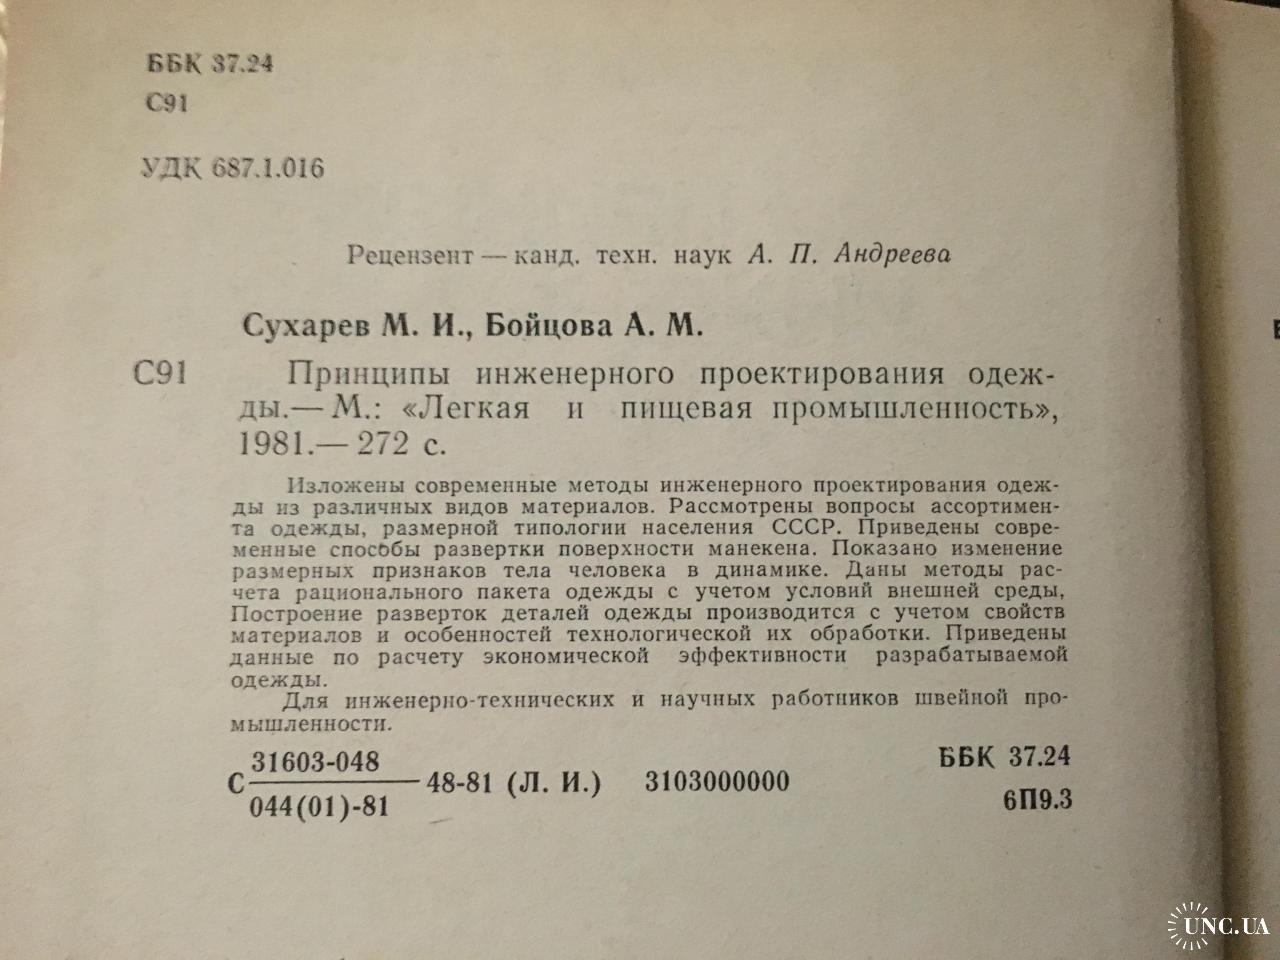 ББК 37.24
С91
УДК 687.1.016
Рецензент — канд. техн. наук А. П. Андреева
Сухарев М. И., Бойцова А. М.
С91 Принципы инженерного проектирования одеж-
ды.— М.: «Легкая и пищевая промышленность»,
1981.— 272 с.
Изложены современные методы инженерного проектирования одеж-
ды из различных видов материалов. Рассмотрены вопросы ассортимен-
та одежды, размерной типологии населения СССР. Приведены совре-
менные способы развертки поверхности манекена. Показано изменение
размерных признаков тела человека в динамике. Даны методы рас-
чета рационального пакета одежды с учетом условий внешней среды,
Построение разверток деталей одежды производится с учетом свойств
материалов и особенностей технологической их обработки. Приведены
данные по расчету экономической эффективности разрабатываемой
одежды.
Для инженерно-технических и научных работников швейной про-
мышленности.
С 31603-048 / 044(01)-81 48-81 (Л. И.) 3103000000
ББК 37.24
6П9.3
UNC.UA